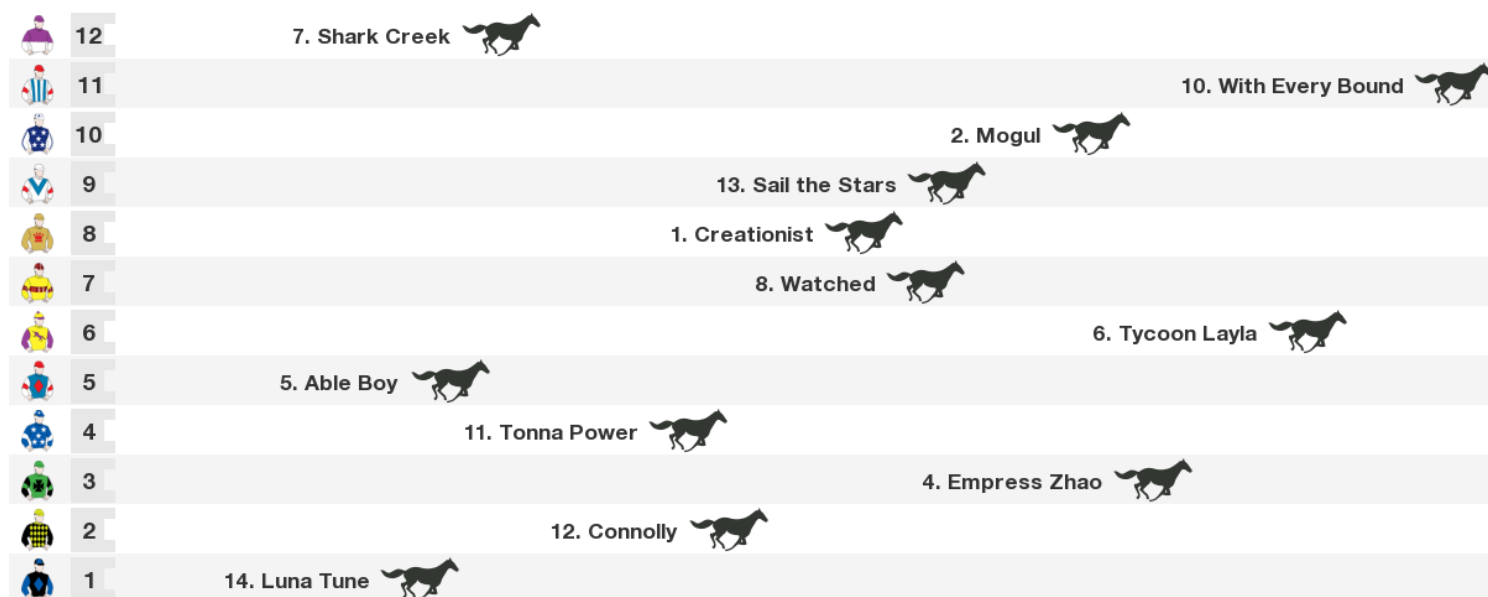 12 7. Shark Creek
11 10. With Every Bound
10 2. Mogul
9 13. Sail the Stars
8 1. Creationist
7 8. Watched
6 6. Tycoon Layla
5 5. Able Boy
4 11. Tonna Power
3 4. Empress Zhao
2 12. Connolly
1 14. Luna Tune